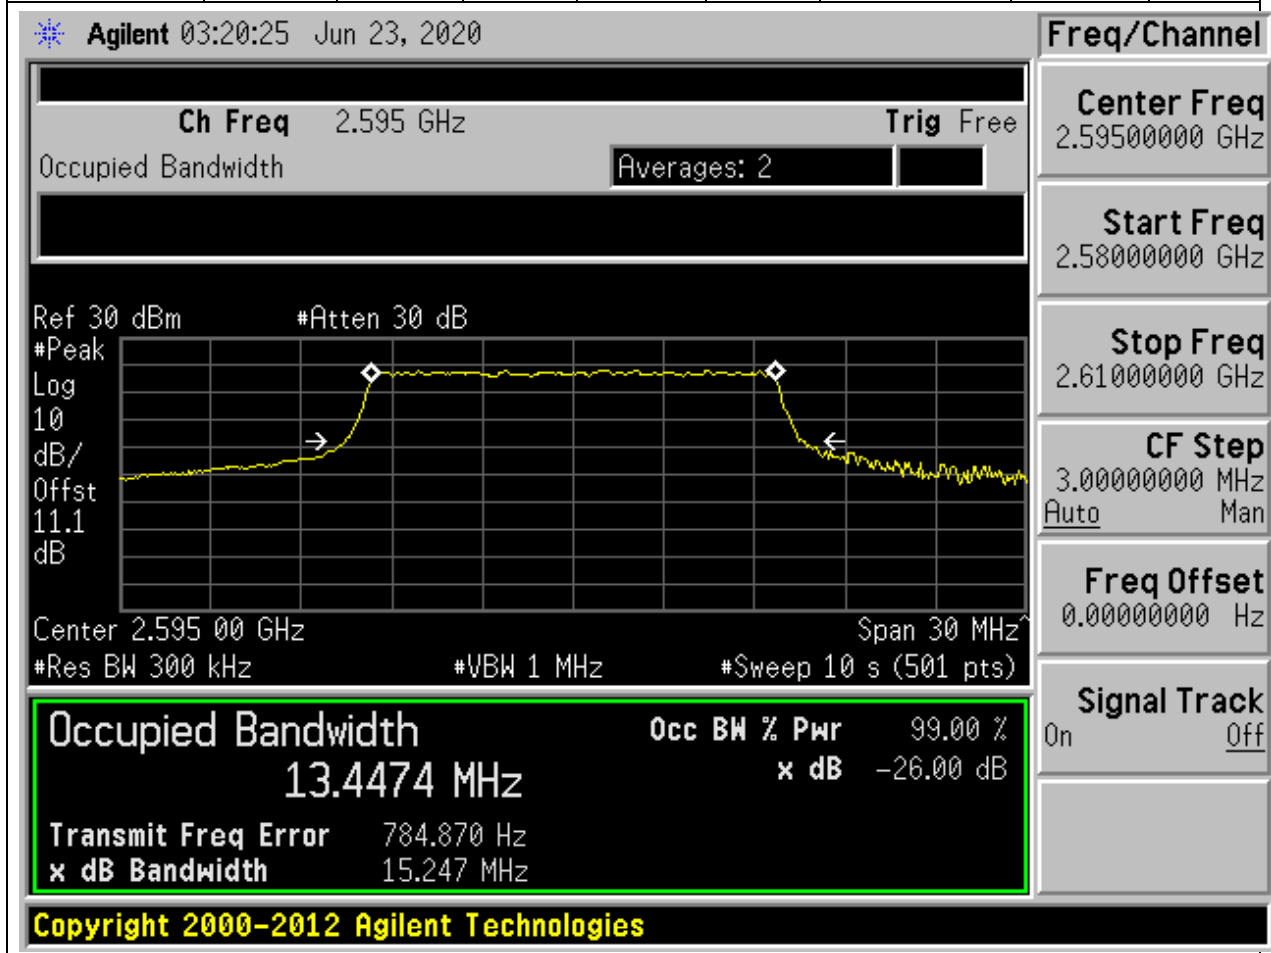 Agilent 03:20:25 Jun 23, 2020
Freq/Channel
Ch Freq 2.595 GHz Trig Free
Occupied Bandwidth Averages: 2
Center Freq
2.59500000 GHz
Start Freq
2.58000000 GHz
Stop Freq
2.61000000 GHz
CF Step
3.00000000 MHz
Auto Man
Freq Offset
0.00000000 Hz
Signal Track
On Off
Ref 30 dBm #Atten 30 dB
#Peak
Log
10
dB/
Offst
11.1
dB
Center 2.595 00 GHz Span 30 MHz^
#Res BW 300 kHz #VBW 1 MHz #Sweep 10 s (501 pts)
Occupied Bandwidth Occ BW % Pwr 99.00 %
13.4474 MHz x dB -26.00 dB
Transmit Freq Error 784.870 Hz
x dB Bandwidth 15.247 MHz
Copyright 2000-2012 Agilent Technologies